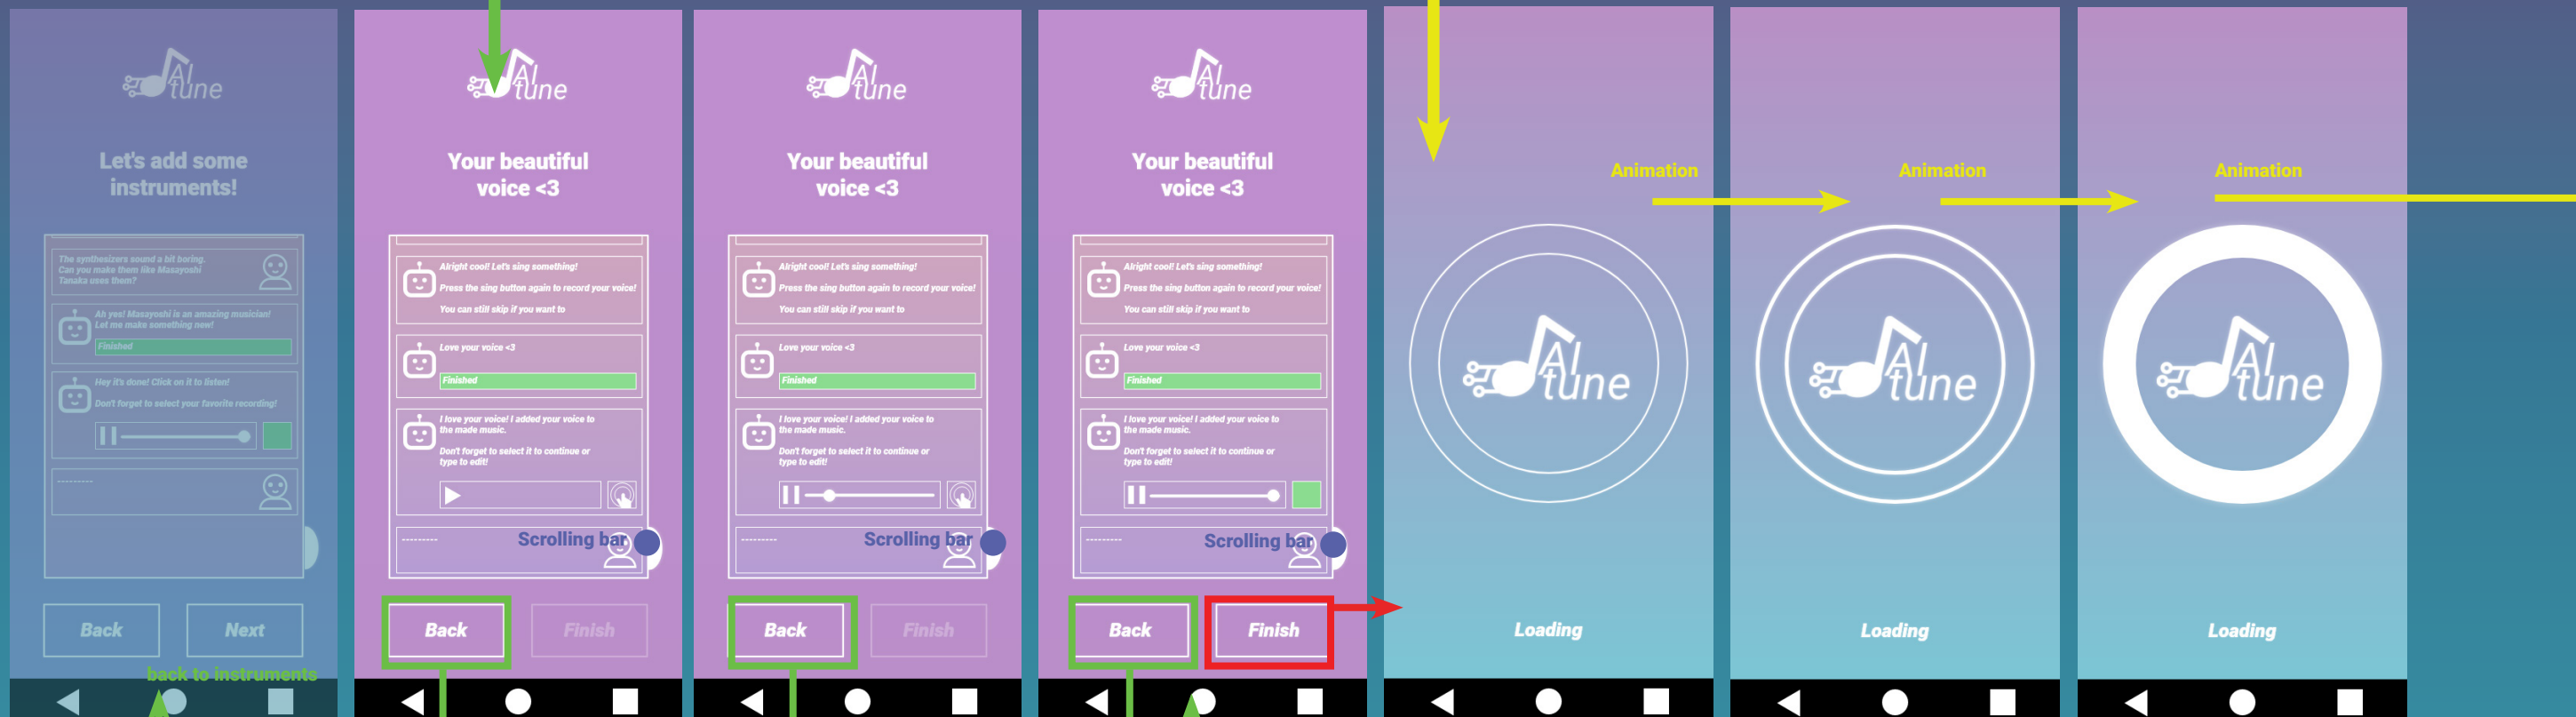 AI
tune
Let's add some
instruments!
The synthesizers sound a bit boring.
Can you make them like Masayoshi
Tanaka uses them?
Ah yes! Masayoshi is an amazing musician!
Let me make something new!
Finished
Hey it's done! Click on it to listen!
Don't forget to select your favorite recording!
---------
Back
Next
back to instruments
AI
tune
Your beautiful
voice <3
Alright cool! Let's sing something!
Press the sing button again to record your voice!
You can still skip if you want to
Love your voice <3
Finished
I love your voice! I added your voice to
the made music.
Don't forget to select it to continue or
type to edit!
---------
Scrolling bar
Back
Finish
AI
tune
Your beautiful
voice <3
Alright cool! Let's sing something!
Press the sing button again to record your voice!
You can still skip if you want to
Love your voice <3
Finished
I love your voice! I added your voice to
the made music.
Don't forget to select it to continue or
type to edit!
---------
Scrolling bar
Back
Finish
AI
tune
Your beautiful
voice <3
Alright cool! Let's sing something!
Press the sing button again to record your voice!
You can still skip if you want to
Love your voice <3
Finished
I love your voice! I added your voice to
the made music.
Don't forget to select it to continue or
type to edit!
---------
Scrolling bar
Back
Finish
Animation
AI
tune
Loading
Animation
AI
tune
Loading
Animation
AI
tune
Loading